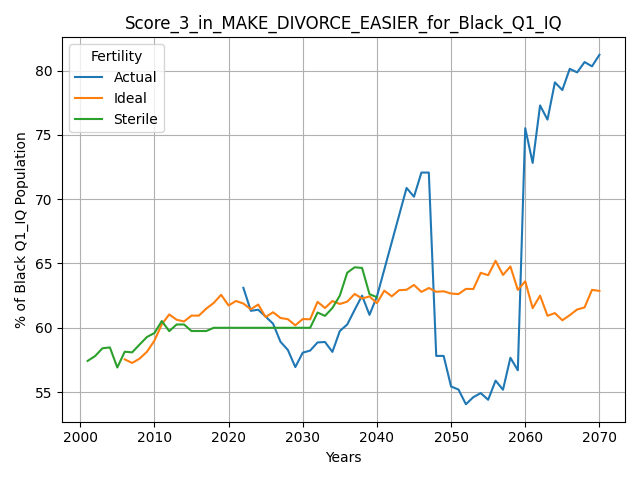 Score_3_in_MAKE_DIVORCE_EASIER_for_Black_Q1_IQ
Fertility
Actual
Ideal
Sterile
% of Black Q1_IQ Population
80
75
70
65
60
55
2000
2010
2020
2030
2040
2050
2060
2070
Years